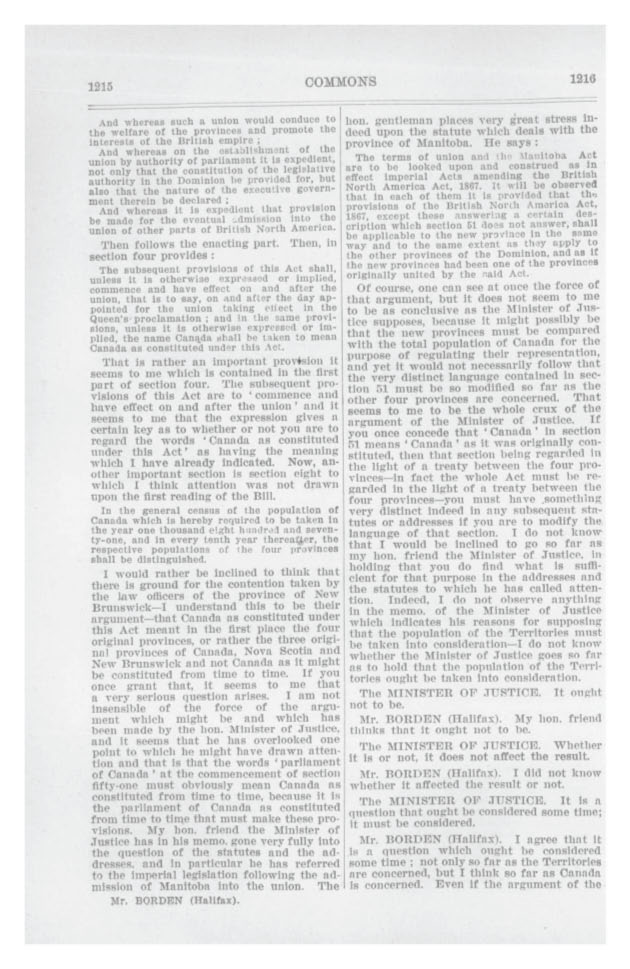 1215
COMMONS
1216
And whereas such a union would conduce to
the welfare of the provinces and promote the
interests of the British empire ;
And whereas on the establishment of the
union by authority of parliament it is expedient,
not only that the constitution of the legislative
authority in the Dominion be provided for, but
also that the nature of the executive govern-
ment therein be declared ;
And whereas it is expedient that provision
be made for the eventual admission into the
union of other parts of British North America.
Then follows the enacting part. Then, in
section four provides :
The subsequent provisions of this Act shall,
unless it is otherwise expressed or implied,
commence and have effect on and after the
union, that is to say, on and after the day ap-
pointed for the union taking effect in the
Queen's proclamation ; and in the same provi-
sions, unless it is otherwise expressed or im-
plied, the name Canada shall be taken to mean
Canada as constituted under this Act.
That is rather an important provision it
seems to me which is contained in the first
part of section four. The subsequent pro-
visions of this Act are to ‘ commence and
have effect on and after the union ’ and it
seems to me that the expression gives a
certain key as to whether or not you are to
regard the words ‘ Canada as constituted
under this Act ’ as having the meaning
which I have already indicated. Now, an-
other important section is section eight to
which I think attention was not drawn
upon the first reading of the Bill.
In the general census of the population of
Canada which is hereby required to be taken in
the year one thousand eight hundred and seven-
ty-one, and in every tenth year thereafter, the
respective populations of the four provinces
shall be distinguished.
I would rather be inclined to think that
there is ground for the contention taken by
the law officers of the province of New
Brunswick—I understand this to be their
argument—that Canada as constituted under
this Act meant in the first place the four
original provinces, or rather the three origi-
nal provinces of Canada, Nova Scotia and
New Brunswick and not Canada as it might
be constituted from time to time. If you
once grant that, it seems to me that
a very serious question arises. I am not
insensible of the force of the argu-
ment which might be and which has
been made by the hon. Minister of Justice,
and it seems that he has overlooked one
point to which he might have drawn atten-
tion and that is that the words ‘ parliament
of Canada ’ at the commencement of section
fifty-one must obviously mean Canada as
constituted from time to time, because it is
the parliament of Canada as constituted
from time to time that must make these pro-
visions. My hon. friend the Minister of
Justice has in his memo. gone very fully into
the question of the statutes and the ad-
dresses, and in particular he has referred
to the imperial legislation following the ad-
mission of Manitoba into the union. The
Mr. BORDEN (Halifax).
hon. gentleman places very great stress in-
deed upon the statute which deals with the
province of Manitoba. He says :
The terms of union and the Manitoba Act
are to be looked upon and construed as in
effect imperial Acts amending the British
North America Act, 1867. It will be observed
that in each of them it is provided that the
provisions of the British North America Act,
1867, except these answering a certain des-
cription which section 51 does not answer, shall
be applicable to the new province in the same
way and to the same extent as they apply to
the other provinces of the Dominion, and as if
the new provinces had been one of the provinces
originally united by the said Act.
Of course, one can see at once the force of
that argument, but it does not seem to me
to be as conclusive as the Minister of Jus-
tice supposes, because it might possibly be
that the new provinces must be compared
with the total population of Canada for the
purpose of regulating their representation,
and yet it would not necessarily follow that
the very distinct language contained in sec-
tion 51 must be so modified so far as the
other four provinces are concerned. That
seems to me to be the whole crux of the
argument of the Minister of Justice. If
you once concede that ‘ Canada ’ in section
51 means ‘ Canada ’ as it was originally con-
stituted, then that section being regarded in
the light of a treaty between the four pro-
vinces—in fact the whole Act must be re-
garded in the light of a treaty between the
four provinces—you must have something
very distinct indeed in any subsequent sta-
tutes or addresses if you are to modify the
language of that section. I do not know
that I would be inclined to go so far as
my hon. friend the Minister of Justice, in
holding that you do find what is suffi-
cient for that purpose in the addresses and
the statutes to which he has called atten-
tion. Indeed, I do not observe anything
in the memo. of the Minister of Justice
which indicates his reasons for supposing
that the population of the Territories must
be taken into consideration—I do not know
whether the Minister of Justice goes so far
as to hold that the population of the Terri-
tories ought be taken into consideration.
The MINISTER OF JUSTICE. It ought
not to be.
Mr. BORDEN (Halifax). My hon. friend
thinks that it ought not to be.
The MINISTER OF JUSTICE. Whether
it is or not, it does not affect the result.
Mr. BORDEN (Halifax). I did not know
whether it affected the result or not.
The MINISTER OF JUSTICE. It is a
question that ought be considered some time;
it must be considered.
Mr. BORDEN (Halifax). I agree that it
is a question which ought be considered
some time ; not only so far as the Territories
are concerned, but I think so far as Canada
is concerned. Even if the argument of the